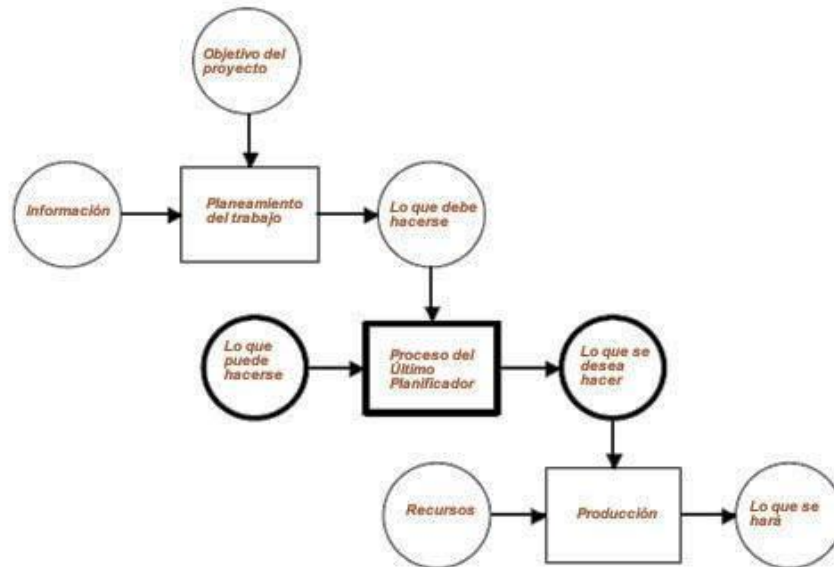 Objetivo del
proyecto
Información
Planeamiento
del trabajo
Lo que debe
hacerse
Lo que
puede
hacerse
Proceso del
Último
Planificador
Lo que se
desea
hacer
Recursos
Producción
Lo que se
hará